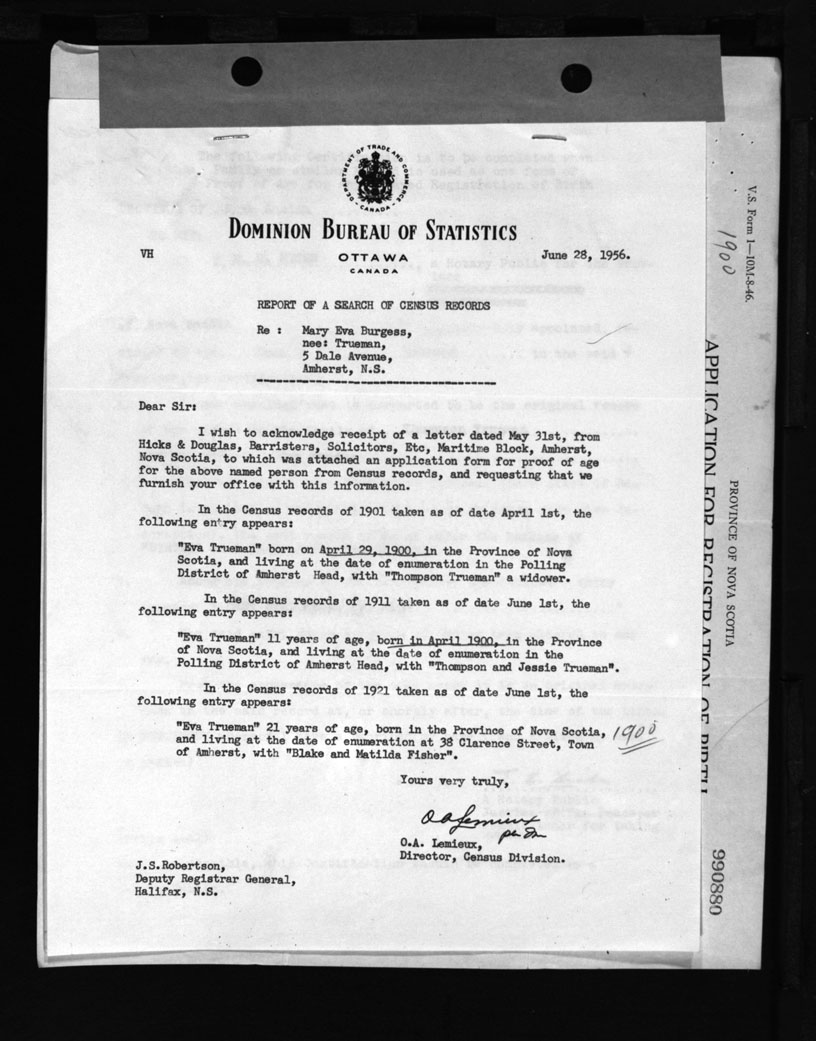 DEPARTMENT OF TRADE AND COMMERCE
CANADA
DOMINION BUREAU OF STATISTICS
VH
OTTAWA
CANADA
June 28, 1956.
REPORT OF A SEARCH OF CENSUS RECORDS
Re : Mary Eva Burgess,
nee: Trueman,
5 Dale Avenue,
Amherst, N.S.
Dear Sir:
I wish to acknowledge receipt of a letter dated May 31st, from
Hicks & Douglas, Barristers, Solicitors, Etc, Maritime Block, Amherst,
Nova Scotia, to which was attached an application form for proof of age
for the above named person from Census records, and requesting that we
furnish your office with this information.
In the Census records of 1901 taken as of date April 1st, the
following entry appears:
"Eva Trueman" born on April 29, 1900, in the Province of Nova
Scotia, and living at the date of enumeration in the Polling
District of Amherst Head, with "Thompson Trueman" a widower.
In the Census records of 1911 taken as of date June 1st, the
following entry appears:
"Eva Trueman" 11 years of age, born in April 1900, in the Province
of Nova Scotia, and living at the date of enumeration in the
Polling District of Amherst Head, with "Thompson and Jessie Trueman".
In the Census records of 1921 taken as of date June 1st, the
following entry appears:
"Eva Trueman" 21 years of age, born in the Province of Nova Scotia,
and living at the date of enumeration at 38 Clarence Street, Town
of Amherst, with "Blake and Matilda Fisher".
1900
Yours very truly,
O A Lemieux
O.A. Lemieux,
Director, Census Division.
J.S.Robertson,
Deputy Registrar General,
Halifax, N.S.
V.S. Form 1—10M-8-46.
1900
PROVINCE OF NOVA SCOTIA
APPLICATION FOR REGISTRATION OF BIRTH
990880